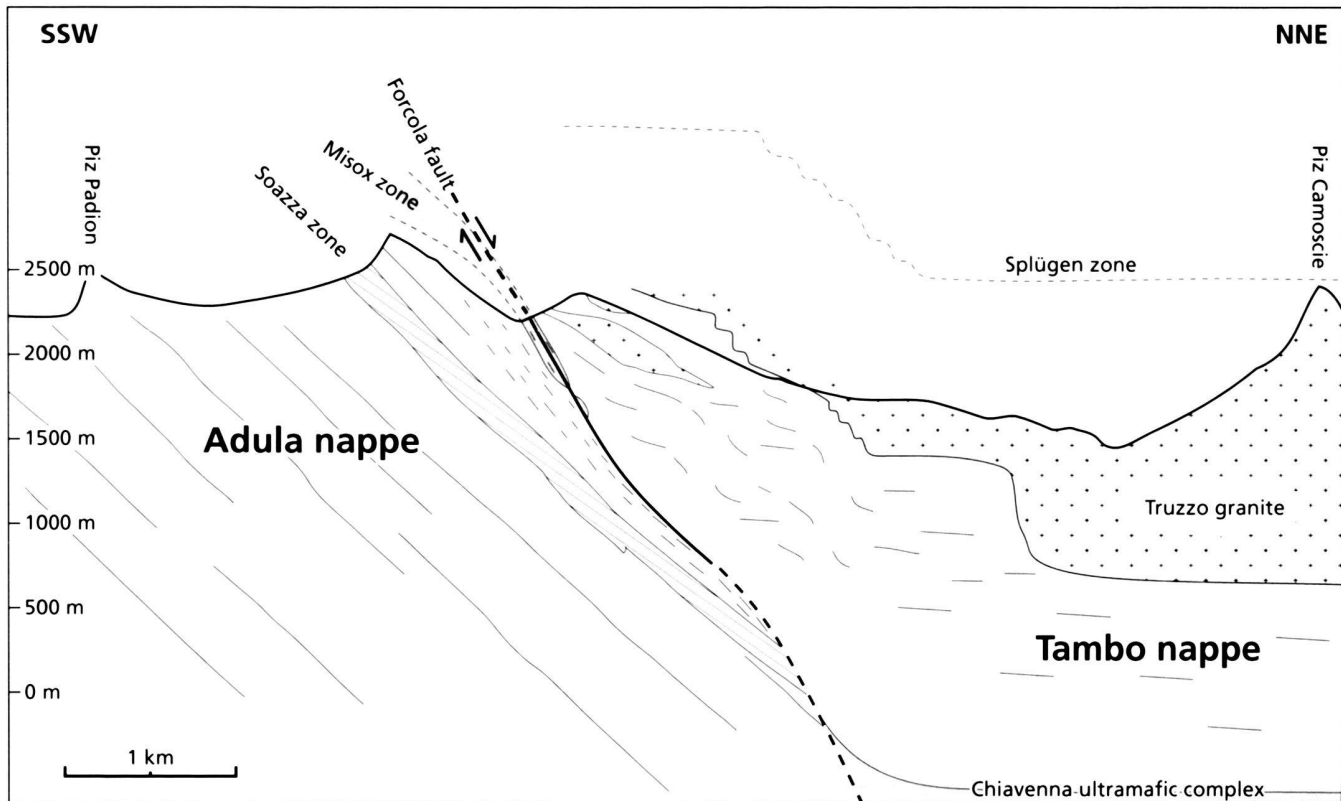 SSW
NNE
Forcola fault
Misox zone
Soazza zone
Piz Padion
Piz Camoscie
2500 m
2000 m
1500 m
1000 m
500 m
0 m
Splügen zone
Adula nappe
Truzzo granite
Tambo nappe
1 km
Chiavenna ultramafic complex